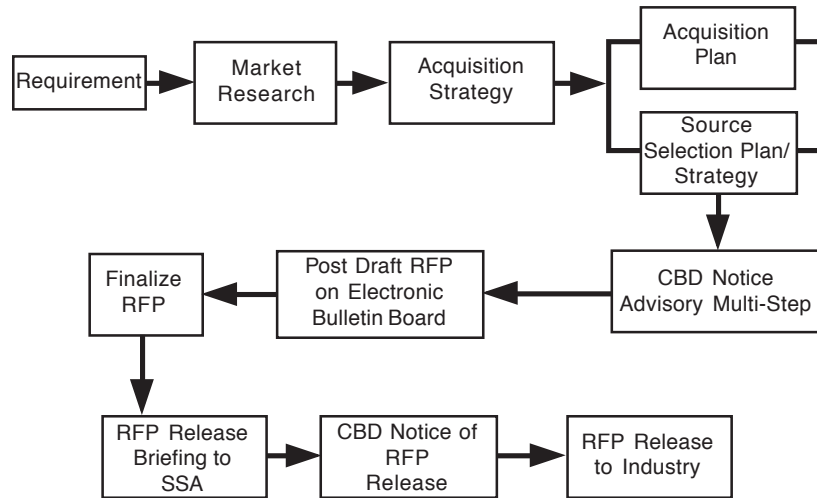 Requirement
Market
Research
Acquisition
Strategy
Acquisition
Plan
Source
Selection Plan/
Strategy
CBD Notice
Advisory Multi-Step
Post Draft RFP
on Electronic
Bulletin Board
Finalize
RFP
RFP Release
Briefing to
SSA
CBD Notice of
RFP
Release
RFP Release
to Industry